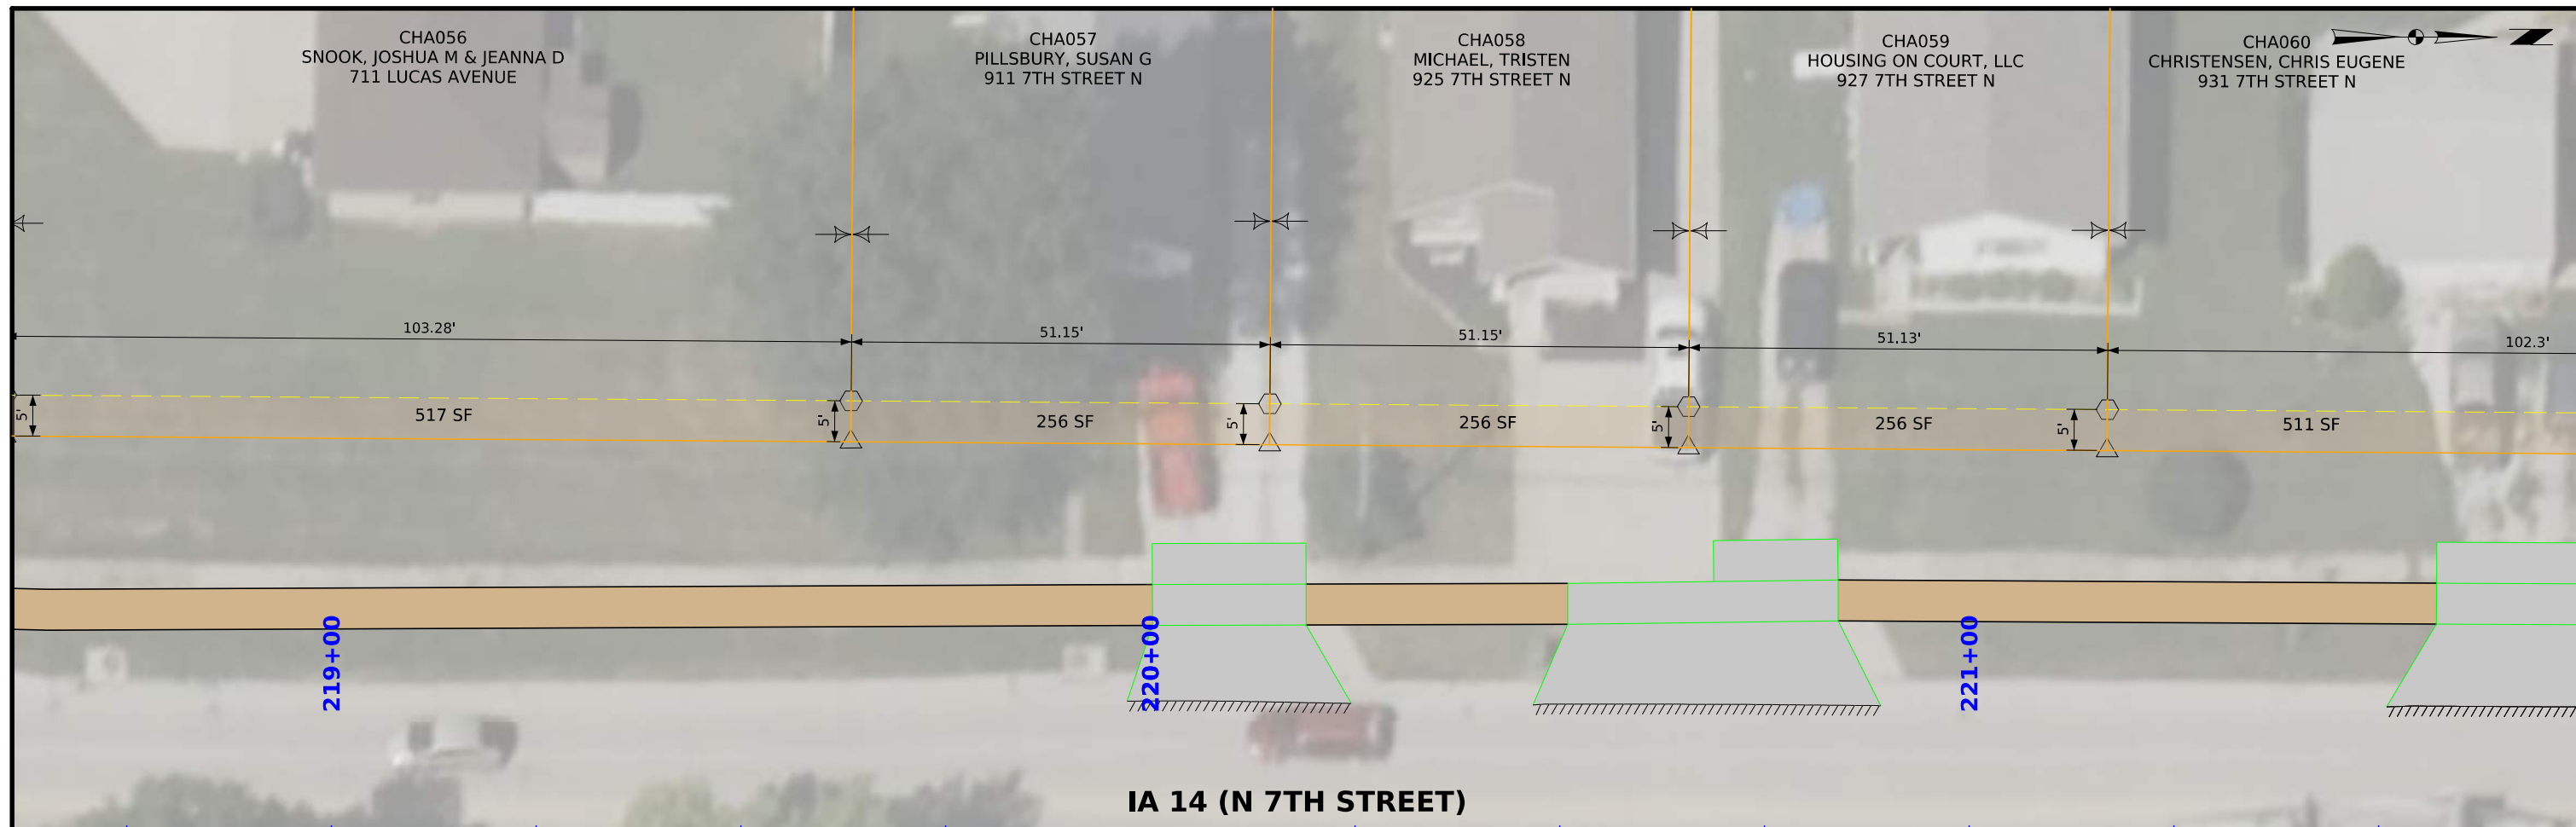 CHA056
SNOOK, JOSHUA M & JEANNA D
711 LUCAS AVENUE
CHA057
PILLSBURY, SUSAN G
911 7TH STREET N
CHA058
MICHAEL, TRISTEN
925 7TH STREET N
CHA059
HOUSING ON COURT, LLC
927 7TH STREET N
CHA060
CHRISTENSEN, CHRIS EUGENE
931 7TH STREET N
103.28'
51.15'
51.15'
51.13'
102.3'
5'
517 SF
5'
256 SF
5'
256 SF
5'
256 SF
5'
511 SF
219+00
220+00
221+00
IA 14 (N 7TH STREET)